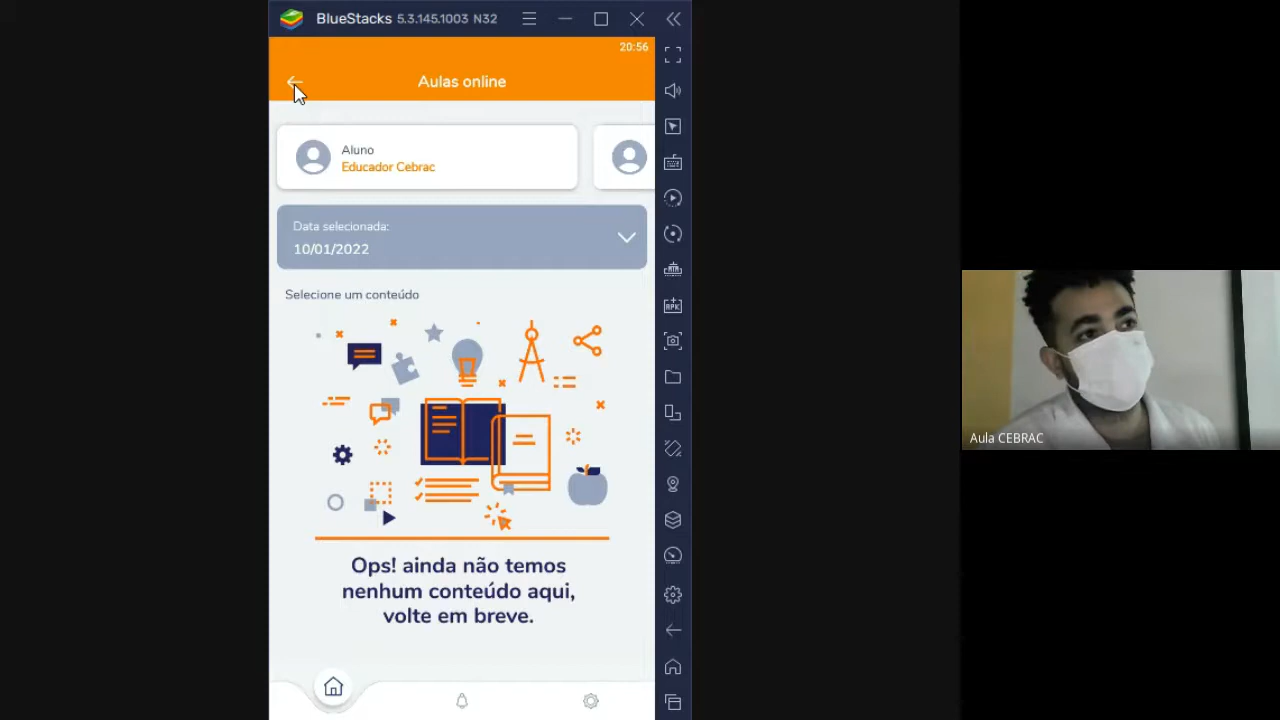 BlueStacks 5.3.145.1003 N32
20:56
Aulas online
Aluno
Educador Cebrac
Data selecionada:
10/01/2022
Selecione um conteúdo
Ops! ainda não temos
nenhum conteúdo aqui,
volte em breve.
Aula CEBRAC